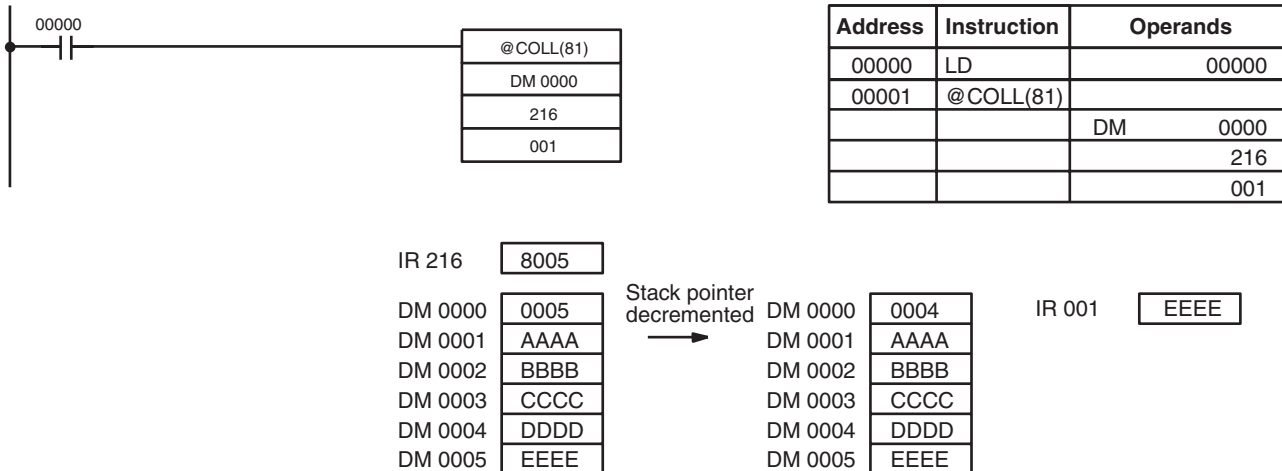 00000
@COLL(81)
DM 0000
216
001
Address Instruction Operands
00000 LD 00000
00001 @COLL(81)
DM 0000
216
001
IR 216 8005
Stack pointer
decremented
DM 0000 0005
DM 0001 AAAA
DM 0002 BBBB
DM 0003 CCCC
DM 0004 DDDD
DM 0005 EEEE
DM 0000 0004
DM 0001 AAAA
DM 0002 BBBB
DM 0003 CCCC
DM 0004 DDDD
DM 0005 EEEE
IR 001 EEEE